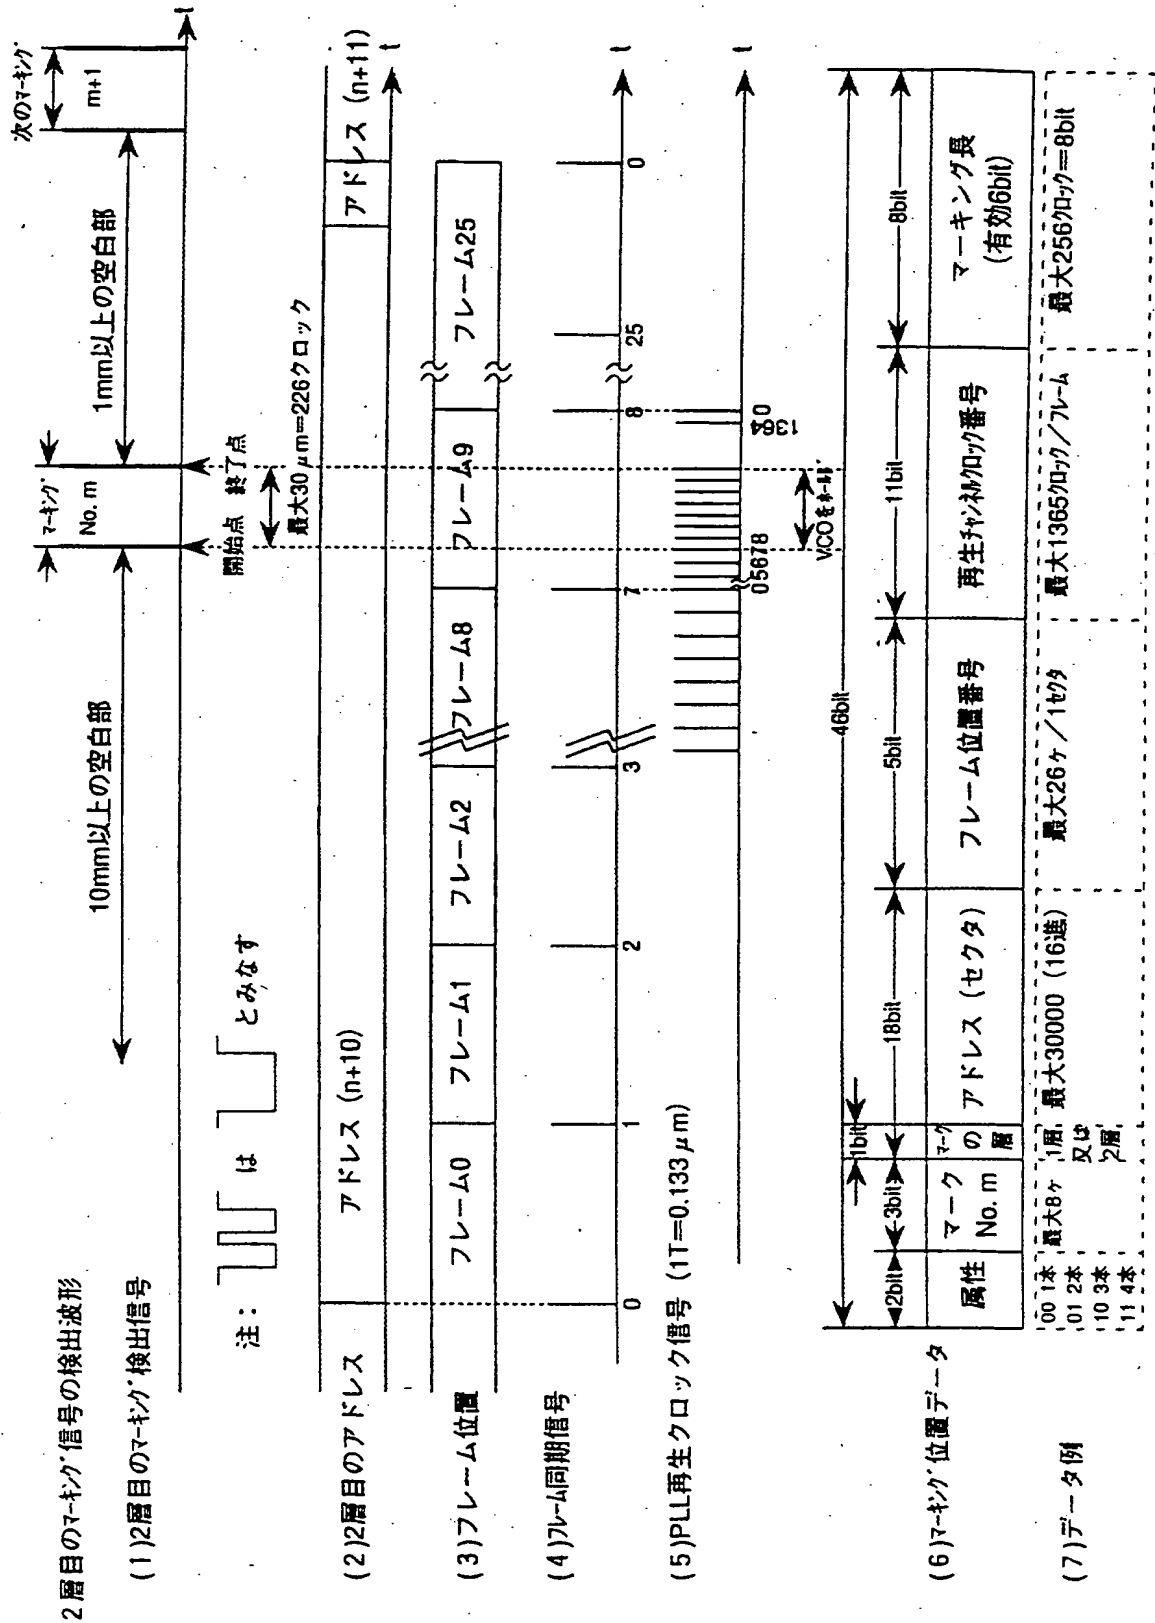 2層目のマーキング信号の検出波形
(1)2層目のマーキング検出信号
10mm以上の空白部
マーキング
No. m
1mm以上の空白部
次のマーキング
m+1
t
開始点 終了点
最大30μm=226クロック
注: は とみなす
(2)2層目のアドレス
アドレス (n+10)
アドレス (n+11)
t
(3)フレーム位置
フレーム0 フレーム1 フレーム2 フレーム8 フレーム9 フレーム25
(4)フレーム同期信号
0 1 2 3 7 8 25 0
t
(5)PLL再生クロック信号 (1T=0.133μm)
05678
1364
0
t
VCOをホールド
46bit
2bit 3bit 1bit 18bit 5bit 11bit 8bit
(6)マーキング位置データ
属性
マーク
No. m
マーク
の
層
アドレス (セクタ)
フレーム位置番号
再生チャンネルクロック番号
マーキング長
(有効6bit)
(7)データ例
00 1本
01 2本
10 3本
11 4本
最大8ヶ
1層
又は
2層
最大30000 (16進)
最大26ヶ/1セクタ
最大1365クロック/フレーム
最大256クロック=8bit